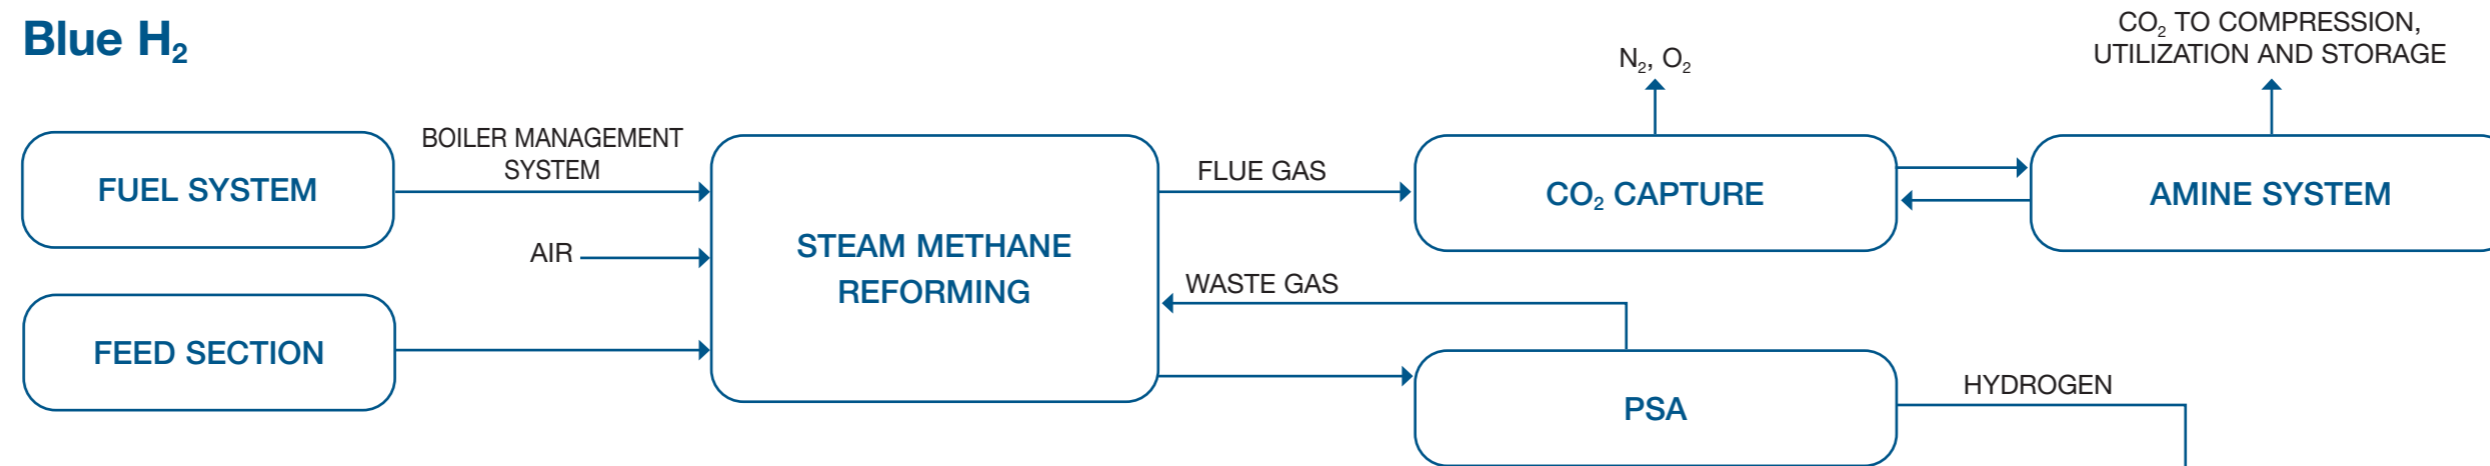 Blue H₂
CO₂ TO COMPRESSION,
UTILIZATION AND STORAGE
N₂, O₂
BOILER MANAGEMENT
SYSTEM
FUEL SYSTEM
FLUE GAS
CO₂ CAPTURE
AMINE SYSTEM
AIR
STEAM METHANE
REFORMING
WASTE GAS
FEED SECTION
PSA
HYDROGEN